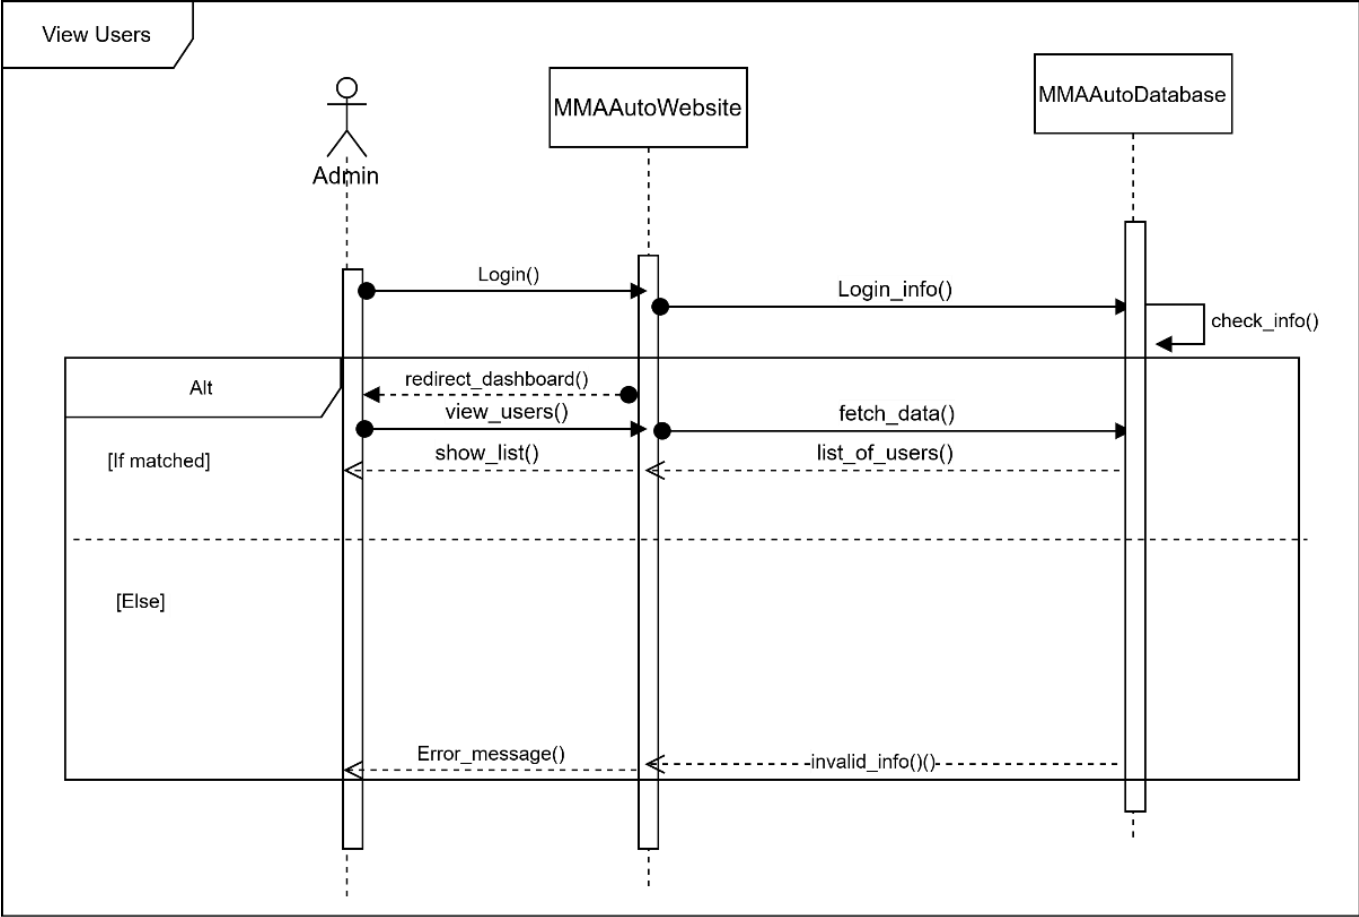 View Users
MMAAutoWebsite
MMAAutoDatabase
Admin
Login()
Login_info()
check_info()
Alt
redirect_dashboard()
view_users()
fetch_data()
[If matched]
show_list()
list_of_users()
[Else]
Error_message()
invalid_info()()